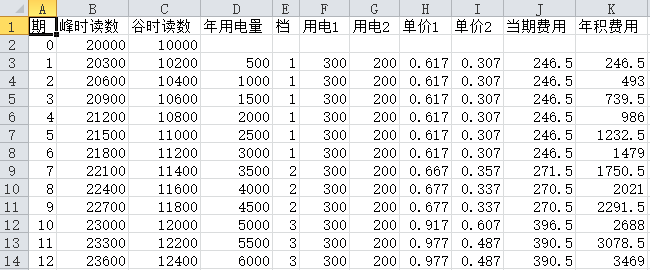 A B C D E F G H I J K
1 期 峰时读数 谷时读数 年用电量 档 用电1 用电2 单价1 单价2 当期费用 年积费用
2 0 20000 10000
3 1 20300 10200 500 1 300 200 0.617 0.307 246.5 246.5
4 2 20600 10400 1000 1 300 200 0.617 0.307 246.5 493
5 3 20900 10600 1500 1 300 200 0.617 0.307 246.5 739.5
6 4 21200 10800 2000 1 300 200 0.617 0.307 246.5 986
7 5 21500 11000 2500 1 300 200 0.617 0.307 246.5 1232.5
8 6 21800 11200 3000 1 300 200 0.617 0.307 246.5 1479
9 7 22100 11400 3500 2 300 200 0.667 0.357 271.5 1750.5
10 8 22400 11600 4000 2 300 200 0.677 0.337 270.5 2021
11 9 22700 11800 4500 2 300 200 0.677 0.337 270.5 2291.5
12 10 23000 12000 5000 3 300 200 0.917 0.607 396.5 2688
13 11 23300 12200 5500 3 300 200 0.977 0.487 390.5 3078.5
14 12 23600 12400 6000 3 300 200 0.977 0.487 390.5 3469